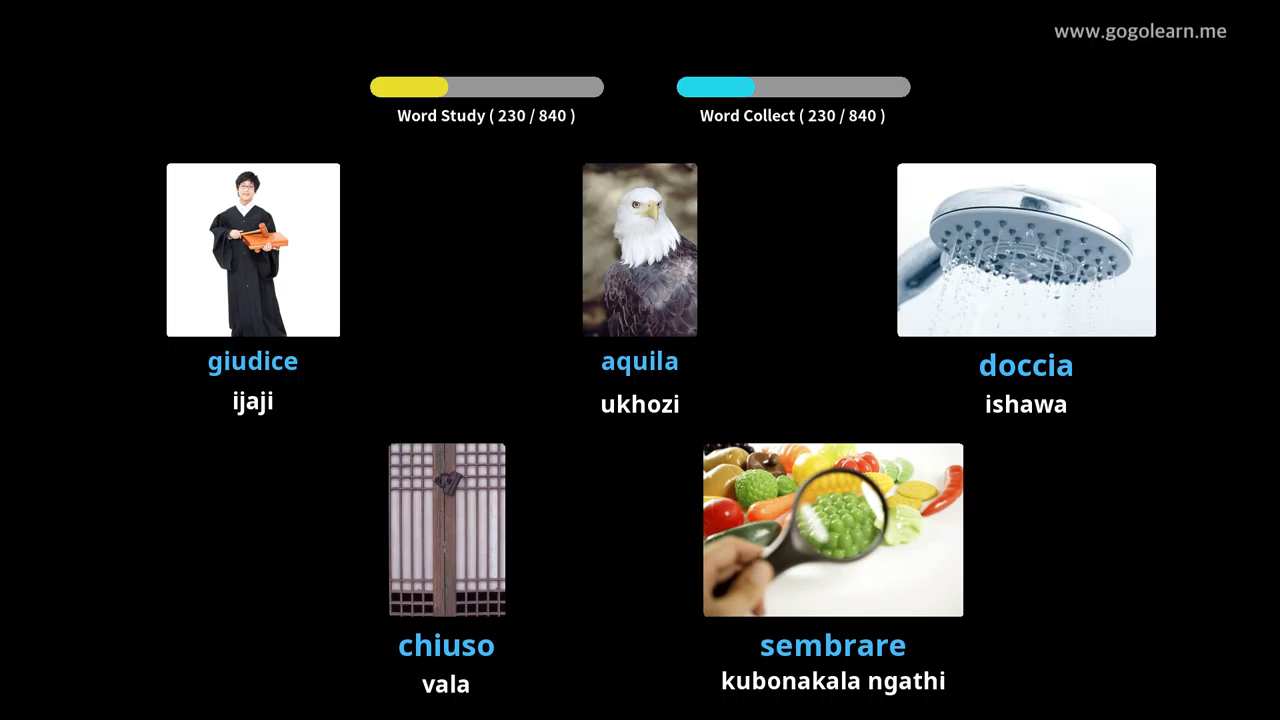 www.gogolearn.me
Word Study ( 230 / 840 )
Word Collect ( 230 / 840 )
giudice
ijaji
aquila
ukhozi
doccia
ishawa
chiuso
vala
sembrare
kubonakala ngathi